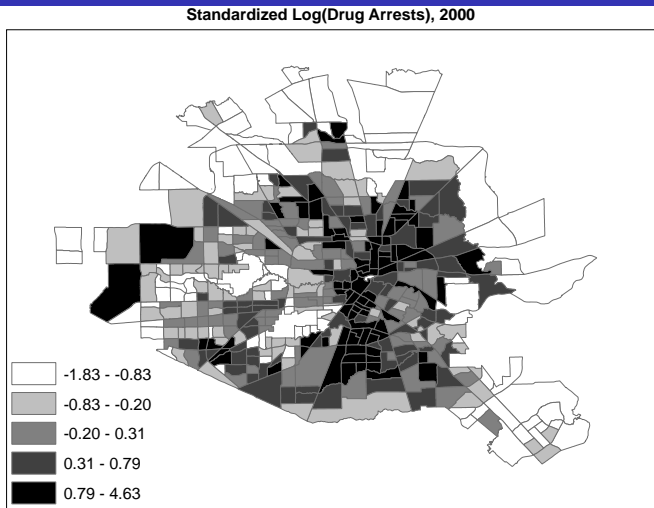 Standardized Log(Drug Arrests), 2000
-1.83 - -0.83
-0.83 - -0.20
-0.20 - 0.31
0.31 - 0.79
0.79 - 4.63